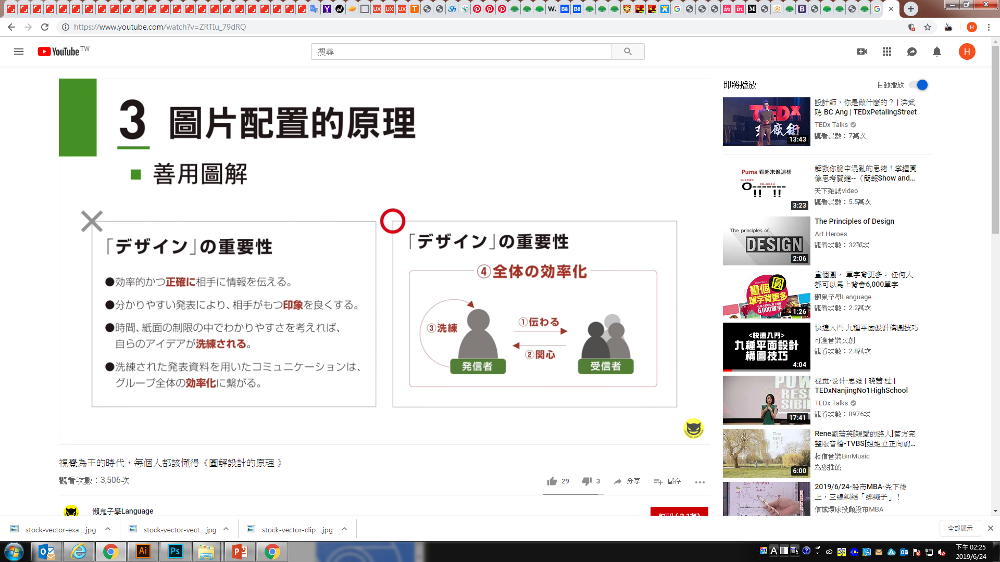 https://www.youtube.com/watch?v=ZRTIu_79dRQ
YouTube TW
搜尋
H
3 圖片配置的原理
善用圖解
「デザイン」の重要性
●効率的かつ正確に相手に情報を伝える。
●分かりやすい発表により、相手がもつ印象を良くする。
●時間、紙面の制限の中でわかりやすさを考えれば、
自らのアイデアが洗練される。
●洗練された発表資料を用いたコミュニケーションは、
グループ全体の効率化に繋がる。
「デザイン」の重要性
④全体の効率化
③洗練
①伝わる
②関心
発信者
受信者
視覺為王的時代，每個人都該懂得《圖解設計的原理 》
觀看次數：3,506次
29
3
分享
儲存
懶鬼子學Language
即將播放
自動播放
TEDx
13:43
設計師，你是做什麼的？ | 洪武
聰 BC Ang | TEDxPetalingStreet
TEDx Talks
觀看次數：7萬次
Puma 看起來像這樣
3:23
解救你腦中混亂的思緒！掌握圖
像思考關鍵--《簡報Show and...
天下雜誌video
觀看次數：5.5萬次
The principles of
DESIGN
2:06
The Principles of Design
Art Heroes
觀看次數：32萬次
畫個圓
單字背更多
6,000單字
1:26
畫個圓， 單字背更多： 任何人
都可以馬上背會6,000單字
懶鬼子學Language
觀看次數：2.2萬次
<快速入門>
九種平面設計
構圖技巧
4:04
快速入門 九種平面設計構圖技巧
可澄音樂文創
觀看次數：2.8萬次
17:41
视觉·设计·思维 | 晓茜 过 |
TEDxNanjingNo1HighSchool
TEDx Talks
觀看次數：8976次
6:00
Rene劉若英[親愛的路人]官方完
整版音檔-TVBS[姐姐立正向前...
相信音樂BinMusic
為您推薦
2019/6/24-股市MBA-先下後
上，三線糾結「綁繩子」！
信誠環球投顧股市MBA
stock-vector-exa....jpg
stock-vector-vect....jpg
stock-vector-clip....jpg
全部顯示
下午 02:25
2019/6/24